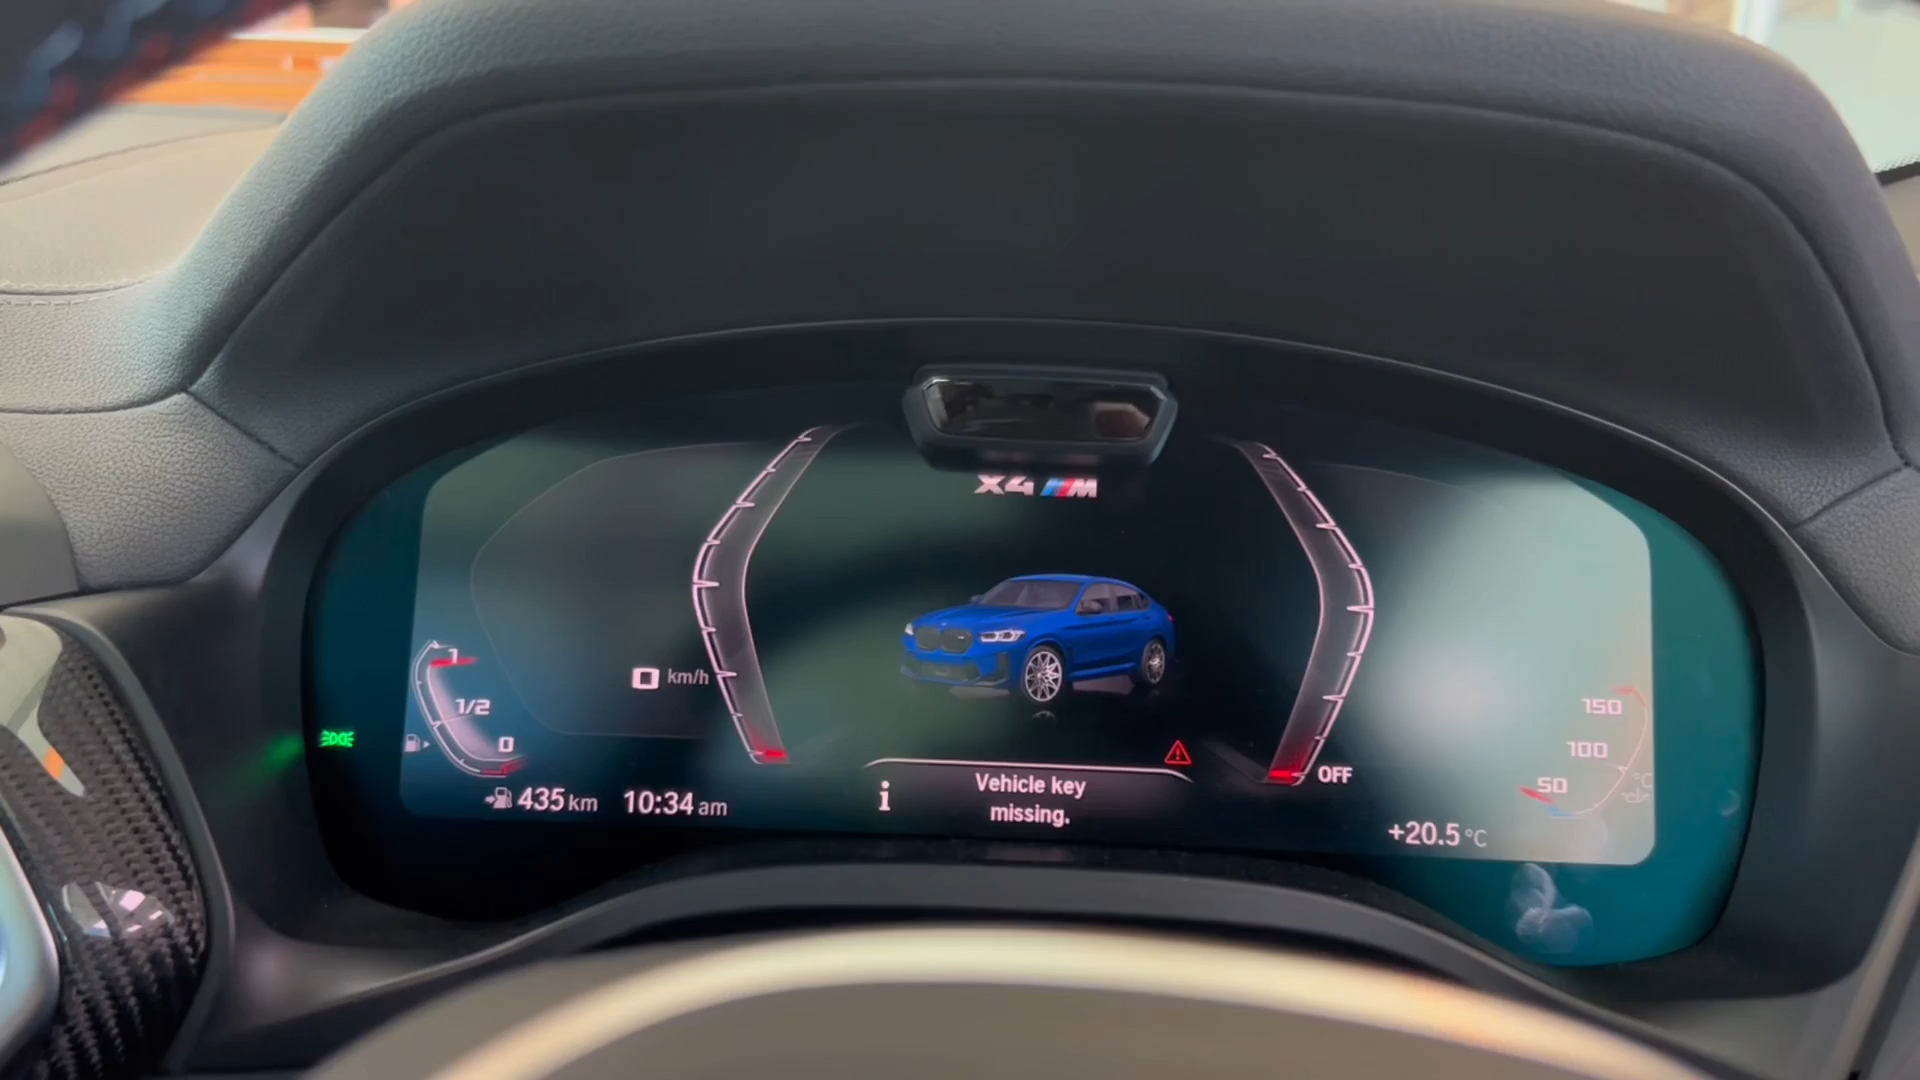 X4 M
1
1/2
0
0 km/h
435 km
10:34 am
i
Vehicle key
missing.
OFF
150
100
50
°C
+20.5 °C